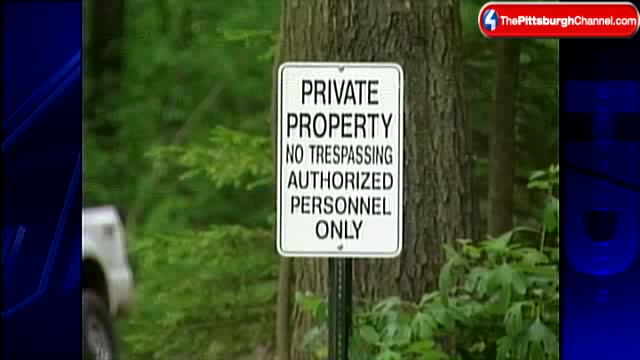 4 ThePittsburghChannel.com
PRIVATE
PROPERTY
NO TRESPASSING
AUTHORIZED
PERSONNEL
ONLY